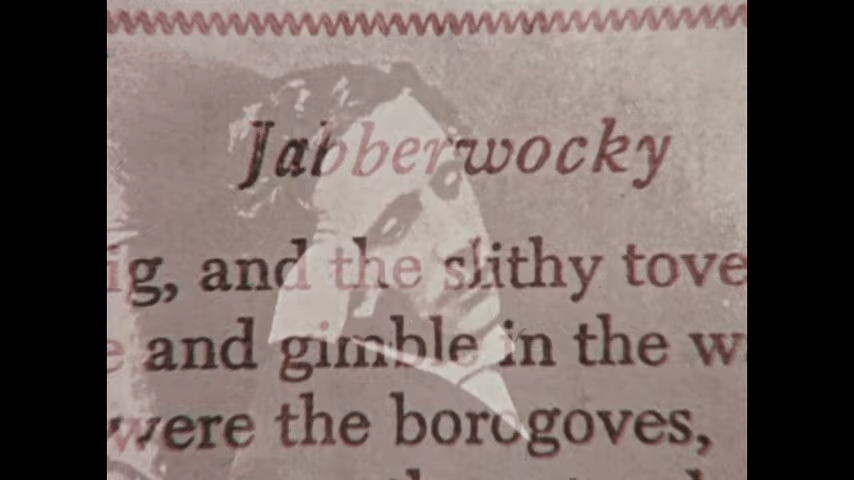 Jabberwocky
ig, and the slithy tove
e and gimble in the w
were the borogoves,